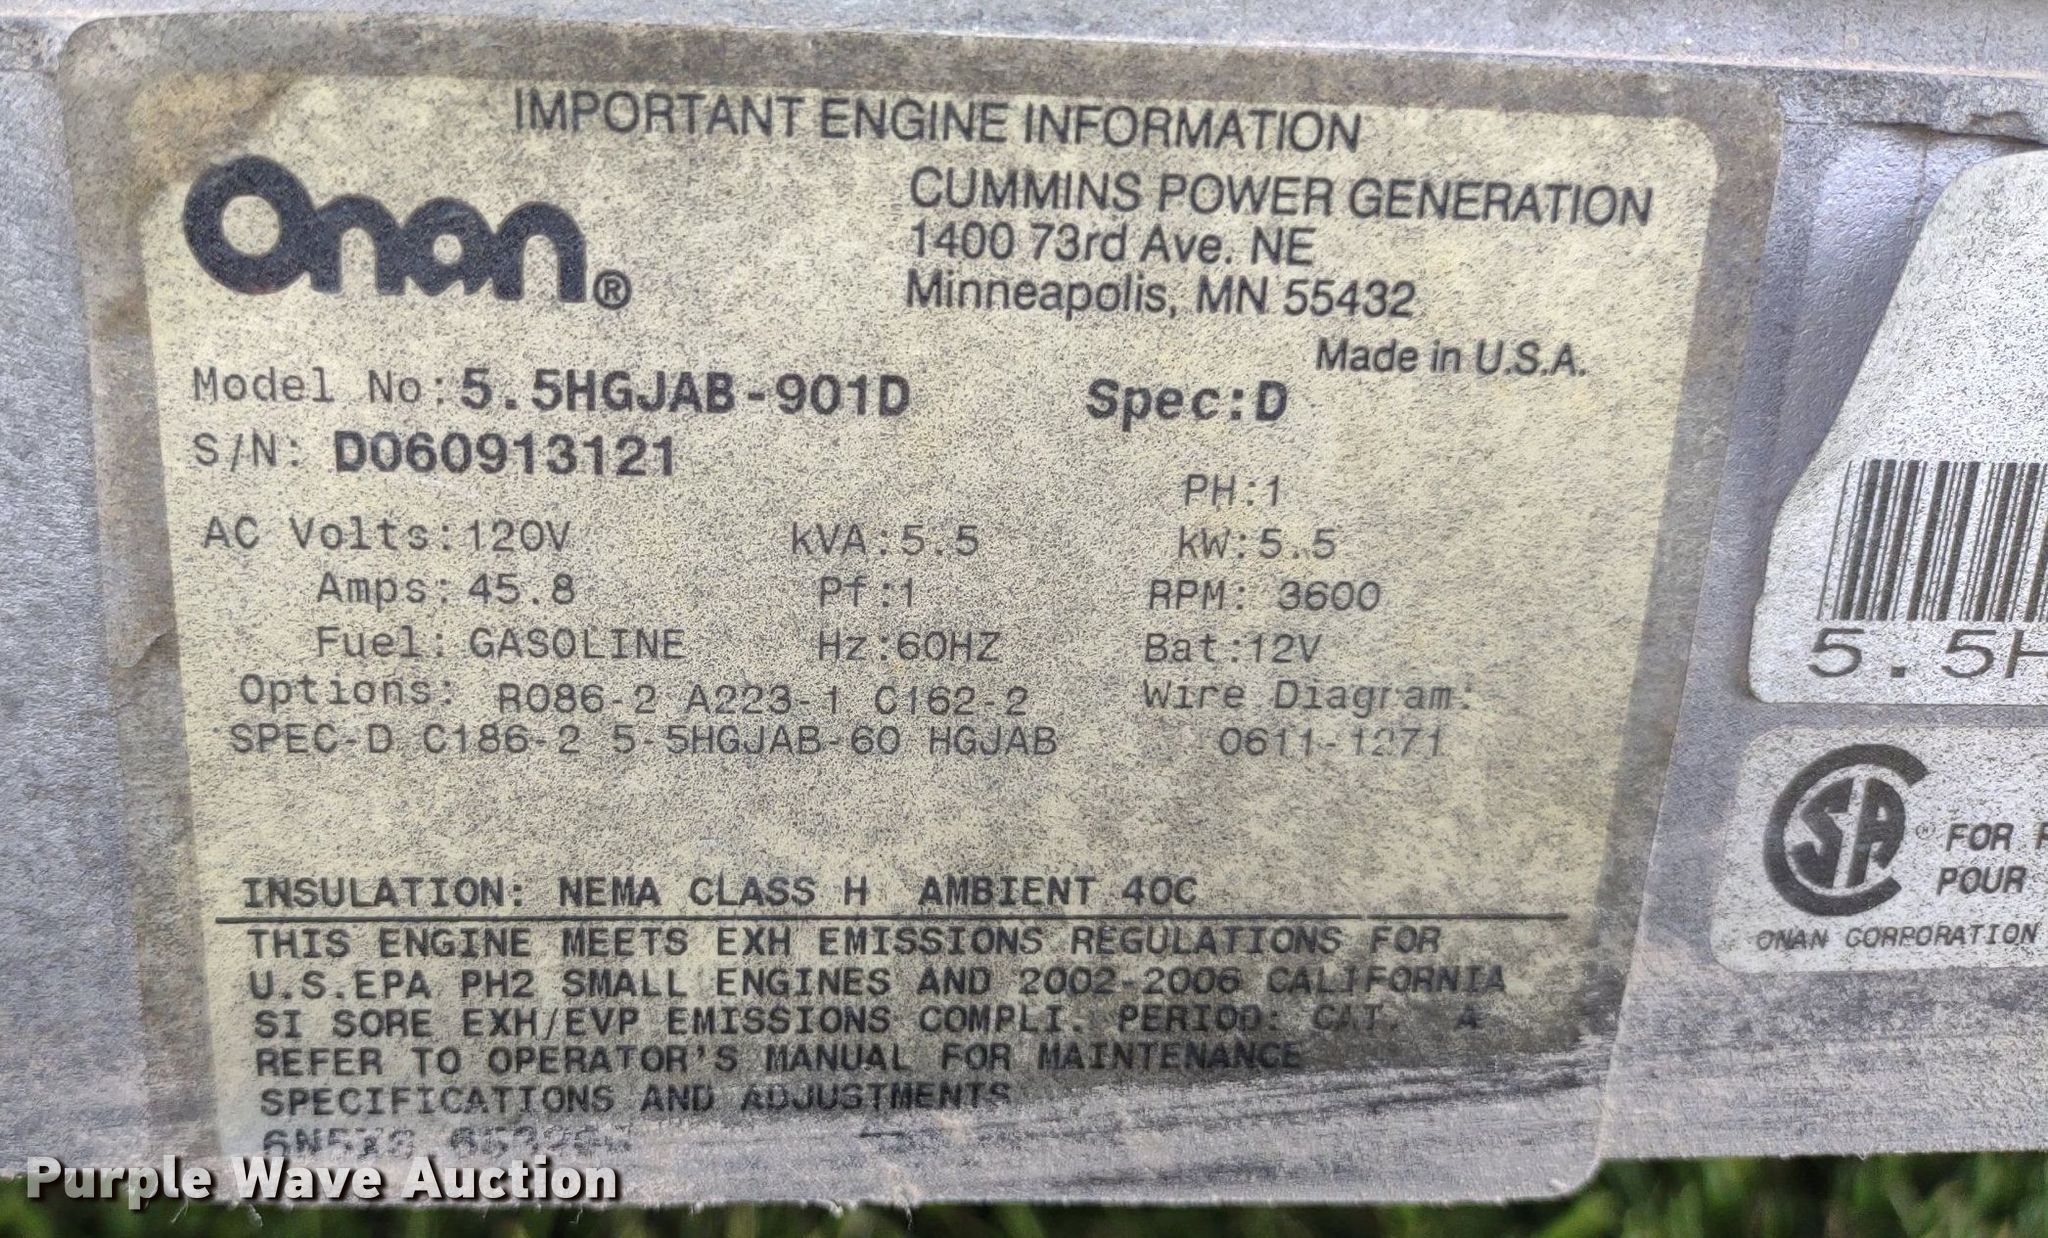 IMPORTANT ENGINE INFORMATION
Onan®
CUMMINS POWER GENERATION
1400 73rd Ave. NE
Minneapolis, MN 55432
Made in U.S.A.
Model No: 5.5HGJAB-901D Spec:D
S/N: D060913121
PH:1
AC Volts:120V kVA:5.5 kW:5.5
Amps:45.8 Pf:1 RPM: 3600
Fuel: GASOLINE Hz:60HZ Bat:12V
Options: R086-2 A223-1 C162-2 Wire Diagram:
SPEC-D C186-2 5-5HGJAB-60 HGJAB 0611-1271
INSULATION: NEMA CLASS H AMBIENT 40C
THIS ENGINE MEETS EXH EMISSIONS REGULATIONS FOR
U.S.EPA PH2 SMALL ENGINES AND 2002-2006 CALIFORNIA
SI SORE EXH/EVP EMISSIONS COMPLI. PERIOD: CAT. A
REFER TO OPERATOR'S MANUAL FOR MAINTENANCE
SPECIFICATIONS AND ADJUSTMENTS
5.5H
SA® FOR
POUR
ONAN CORPORATION
Purple Wave Auction